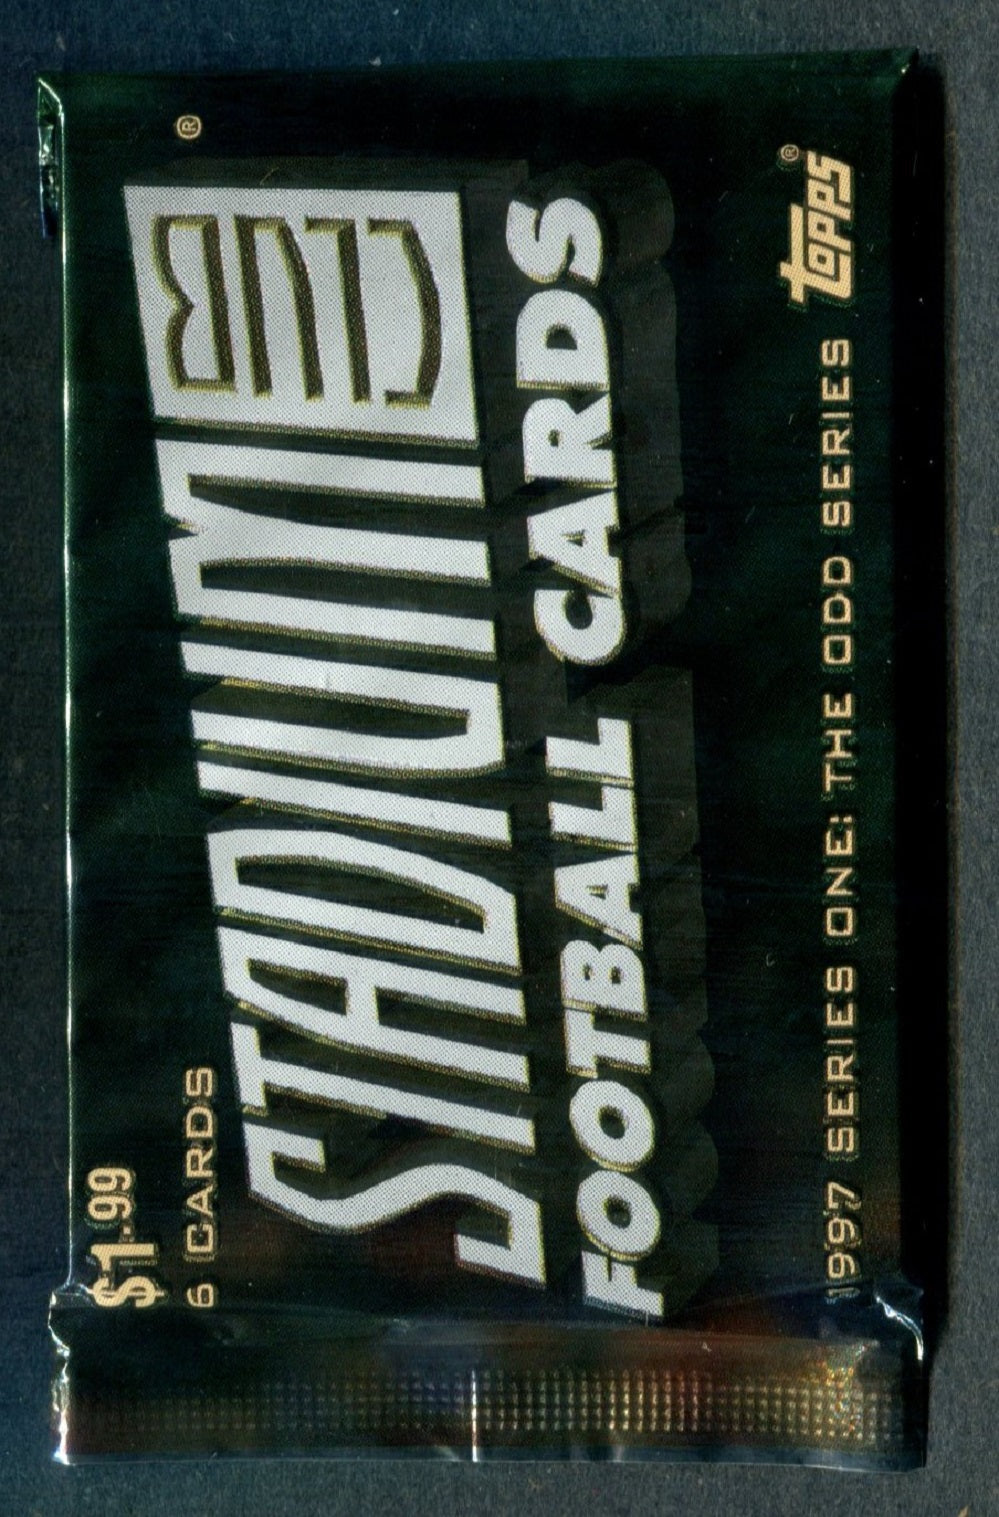 $1.99
6 CARDS
STADIUM CLUB®
FOOTBALL CARDS
1997 SERIES ONE: THE ODD SERIES
Topps®